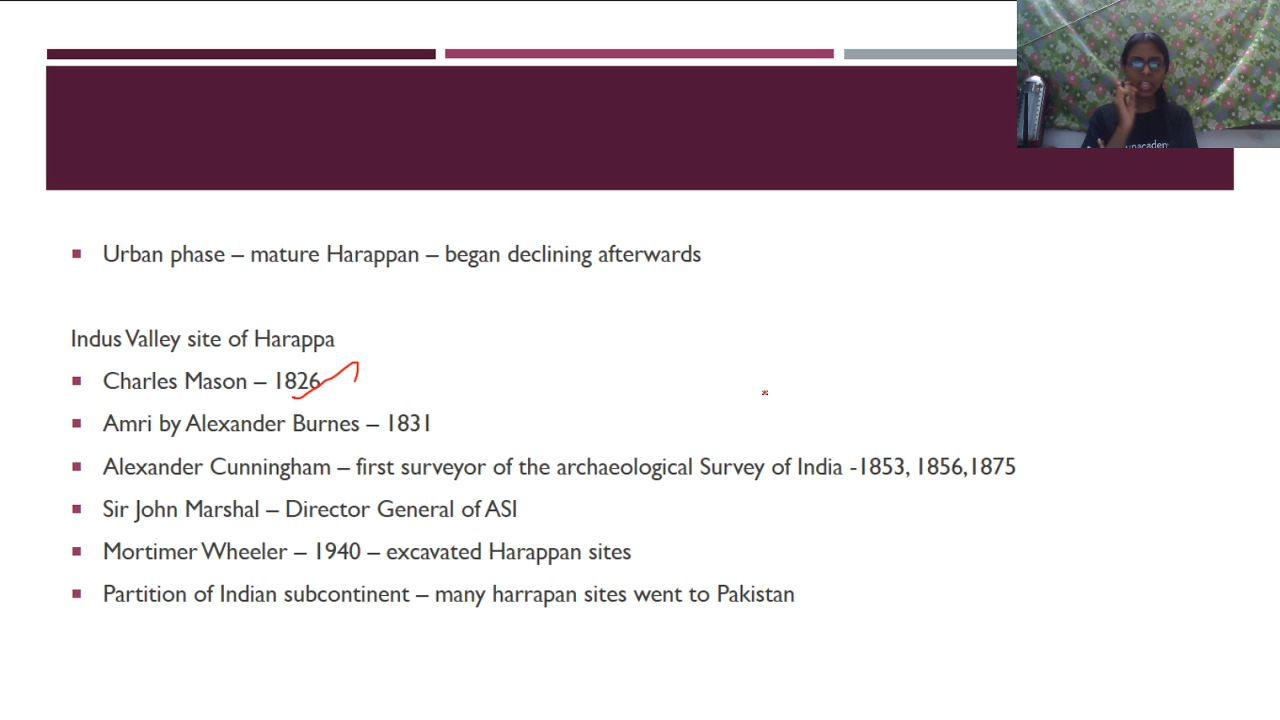 unacadem
Urban phase – mature Harappan – began declining afterwards
Indus Valley site of Harappa
Charles Mason – 1826
Amri by Alexander Burnes – 1831
Alexander Cunningham – first surveyor of the archaeological Survey of India -1853, 1856,1875
Sir John Marshal – Director General of ASI
Mortimer Wheeler – 1940 – excavated Harappan sites
Partition of Indian subcontinent – many harrapan sites went to Pakistan